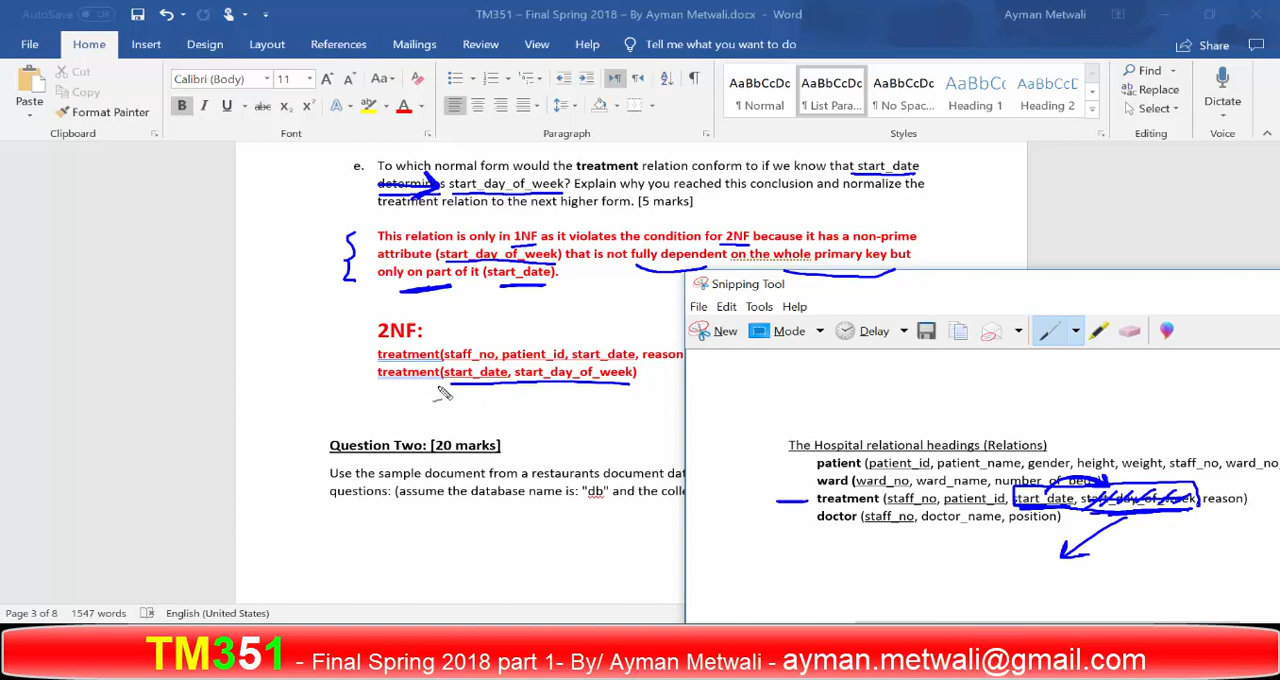 AutoSave Off TM351 – Final Spring 2018 – By Ayman Metwali.docx - Word Ayman Metwali
File Home Insert Design Layout References Mailings Review View Help Tell me what you want to do Share
Paste Cut Copy Format Painter
Calibri (Body) 11
AaBbCcDc AaBbCcDc AaBbCcDc AaBbCc AaBbCcD
¶ Normal ¶ List Para... ¶ No Spac... Heading 1 Heading 2
Find Replace Select
Dictate
Clipboard Font Paragraph Styles Editing Voice
e. To which normal form would the treatment relation conform to if we know that start_date
determines start_day_of_week? Explain why you reached this conclusion and normalize the
treatment relation to the next higher form. [5 marks]
This relation is only in 1NF as it violates the condition for 2NF because it has a non-prime
attribute (start_day_of_week) that is not fully dependent on the whole primary key but
only on part of it (start_date).
2NF:
treatment(staff_no, patient_id, start_date, reason
treatment(start_date, start_day_of_week)
Question Two: [20 marks]
Use the sample document from a restaurants document dat
questions: (assume the database name is: "db" and the colle
Snipping Tool
File Edit Tools Help
New Mode Delay
The Hospital relational headings (Relations)
patient (patient_id, patient_name, gender, height, weight, staff_no, ward_no,
ward (ward_no, ward_name, number_of_beds)
treatment (staff_no, patient_id, start_date, start_day_of_week, reason)
doctor (staff_no, doctor_name, position)
Page 3 of 8 1547 words English (United States)
TM351 - Final Spring 2018 part 1- By/ Ayman Metwali - ayman.metwali@gmail.com